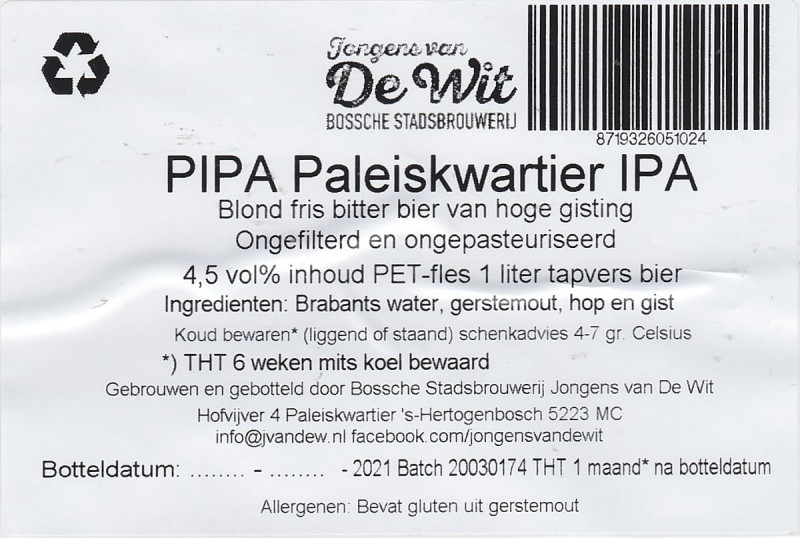 Jongens van
De Wit
BOSSCHE STADSBROUWERIJ
8719326051024
PIPA Paleiskwartier IPA
Blond fris bitter bier van hoge gisting
Ongefilterd en ongepasteuriseerd
4,5 vol% inhoud PET-fles 1 liter tapvers bier
Ingredienten: Brabants water, gerstemout, hop en gist
Koud bewaren* (liggend of staand) schenkadvies 4-7 gr. Celsius
*) THT 6 weken mits koel bewaard
Gebrouwen en gebotteld door Bossche Stadsbrouwerij Jongens van De Wit
Hofvijver 4 Paleiskwartier 's-Hertogenbosch 5223 MC
info@jvandew.nl facebook.com/jongensvandewit
Botteldatum: ........ - ........ - 2021 Batch 20030174 THT 1 maand* na botteldatum
Allergenen: Bevat gluten uit gerstemout